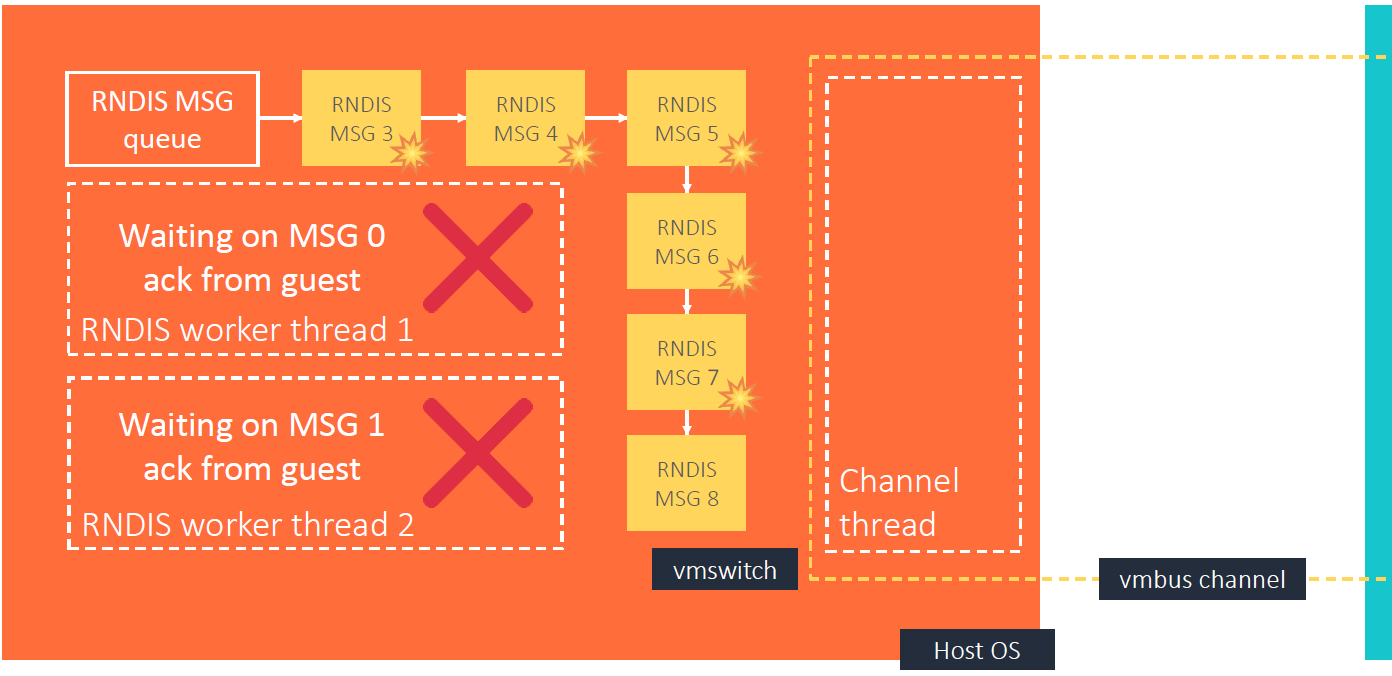 RNDIS MSG
queue
RNDIS
MSG 3
RNDIS
MSG 4
RNDIS
MSG 5
Waiting on MSG 0
ack from guest
RNDIS worker thread 1
RNDIS
MSG 6
RNDIS
MSG 7
Waiting on MSG 1
ack from guest
RNDIS worker thread 2
RNDIS
MSG 8
Channel
thread
vmswitch
vmbus channel
Host OS